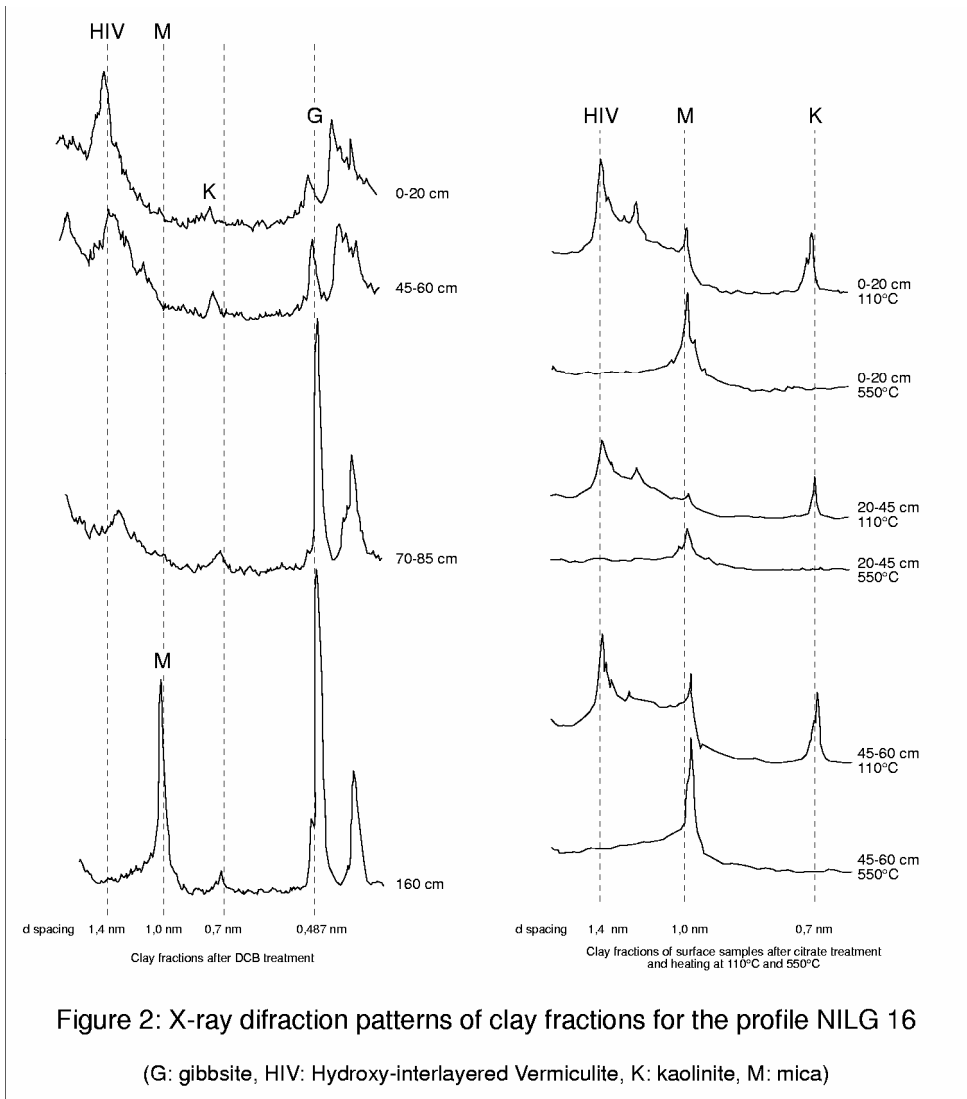 HIV M
G
K
0-20 cm
45-60 cm
70-85 cm
M
160 cm
d spacing 1,4 nm 1,0 nm 0,7 nm 0,487 nm
Clay fractions after DCB treatment
HIV M K
0-20 cm
110°C
0-20 cm
550°C
20-45 cm
110°C
20-45 cm
550°C
45-60 cm
110°C
45-60 cm
550°C
d spacing 1,4 nm 1,0 nm 0,7 nm
Clay fractions of surface samples after citrate treatment
and heating at 110°C and 550°C
Figure 2: X-ray difraction patterns of clay fractions for the profile NILG 16
(G: gibbsite, HIV: Hydroxy-interlayered Vermiculite, K: kaolinite, M: mica)